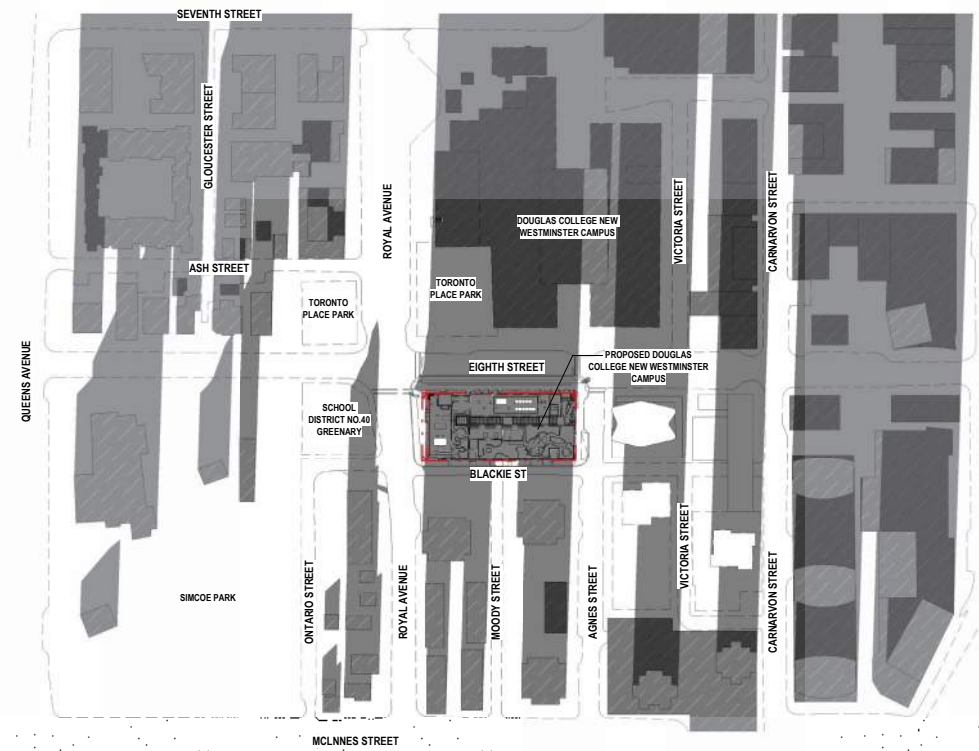 SEVENTH STREET
GLOUCESTER STREET
ROYAL AVENUE
VICTORIA STREET
CARNARVON STREET
DOUGLAS COLLEGE NEW
WESTMINSTER CAMPUS
ASH STREET
TORONTO
PLACE PARK
TORONTO
PLACE PARK
QUEENS AVENUE
EIGHTH STREET
PROPOSED DOUGLAS
COLLEGE NEW WESTMINSTER
CAMPUS
SCHOOL
DISTRICT NO.40
GREENARY
BLACKIE ST
VICTORIA STREET
SIMCOE PARK
ONTARIO STREET
ROYAL AVENUE
MOODY STREET
AGNES STREET
CARNARVON STREET
MCLNNES STREET